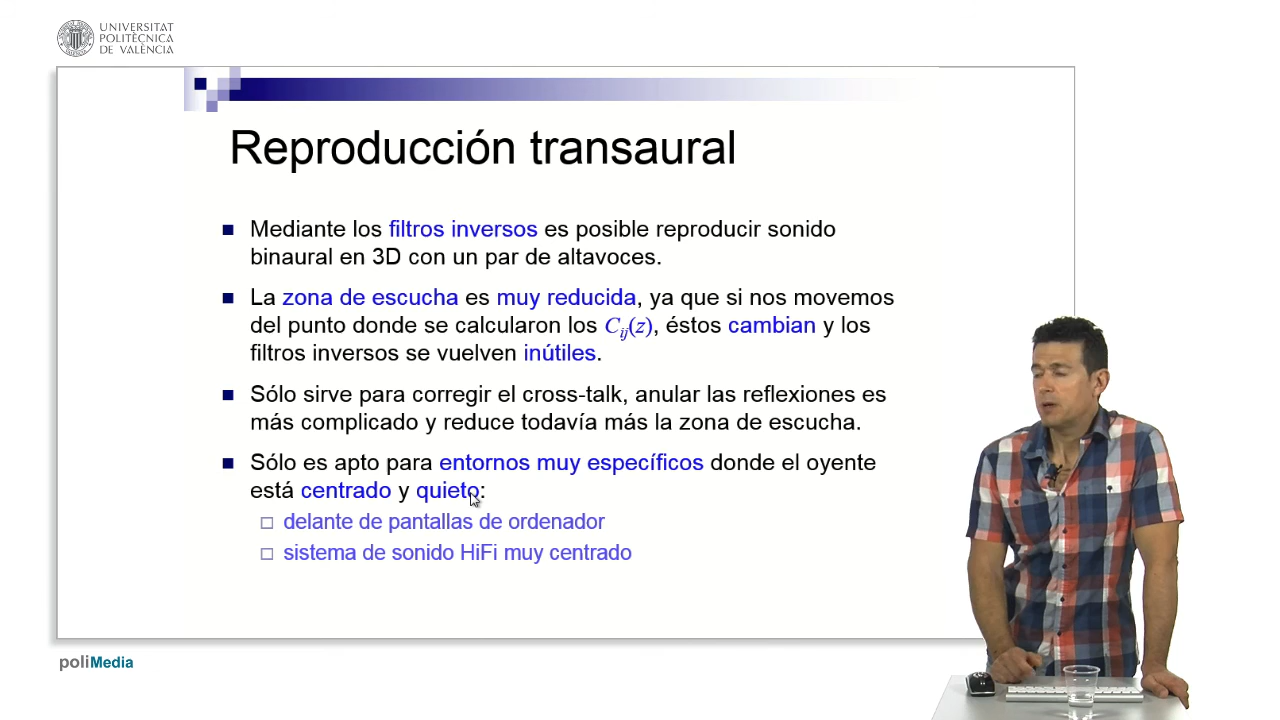 UNIVERSITAT
POLITÈCNICA
DE VALÈNCIA
Reproducción transaural
Mediante los filtros inversos es posible reproducir sonido
binaural en 3D con un par de altavoces.
La zona de escucha es muy reducida, ya que si nos movemos
del punto donde se calcularon los Cij(z), éstos cambian y los
filtros inversos se vuelven inútiles.
Sólo sirve para corregir el cross-talk, anular las reflexiones es
más complicado y reduce todavía más la zona de escucha.
Sólo es apto para entornos muy específicos donde el oyente
está centrado y quieto:
delante de pantallas de ordenador
sistema de sonido HiFi muy centrado
poliMedia